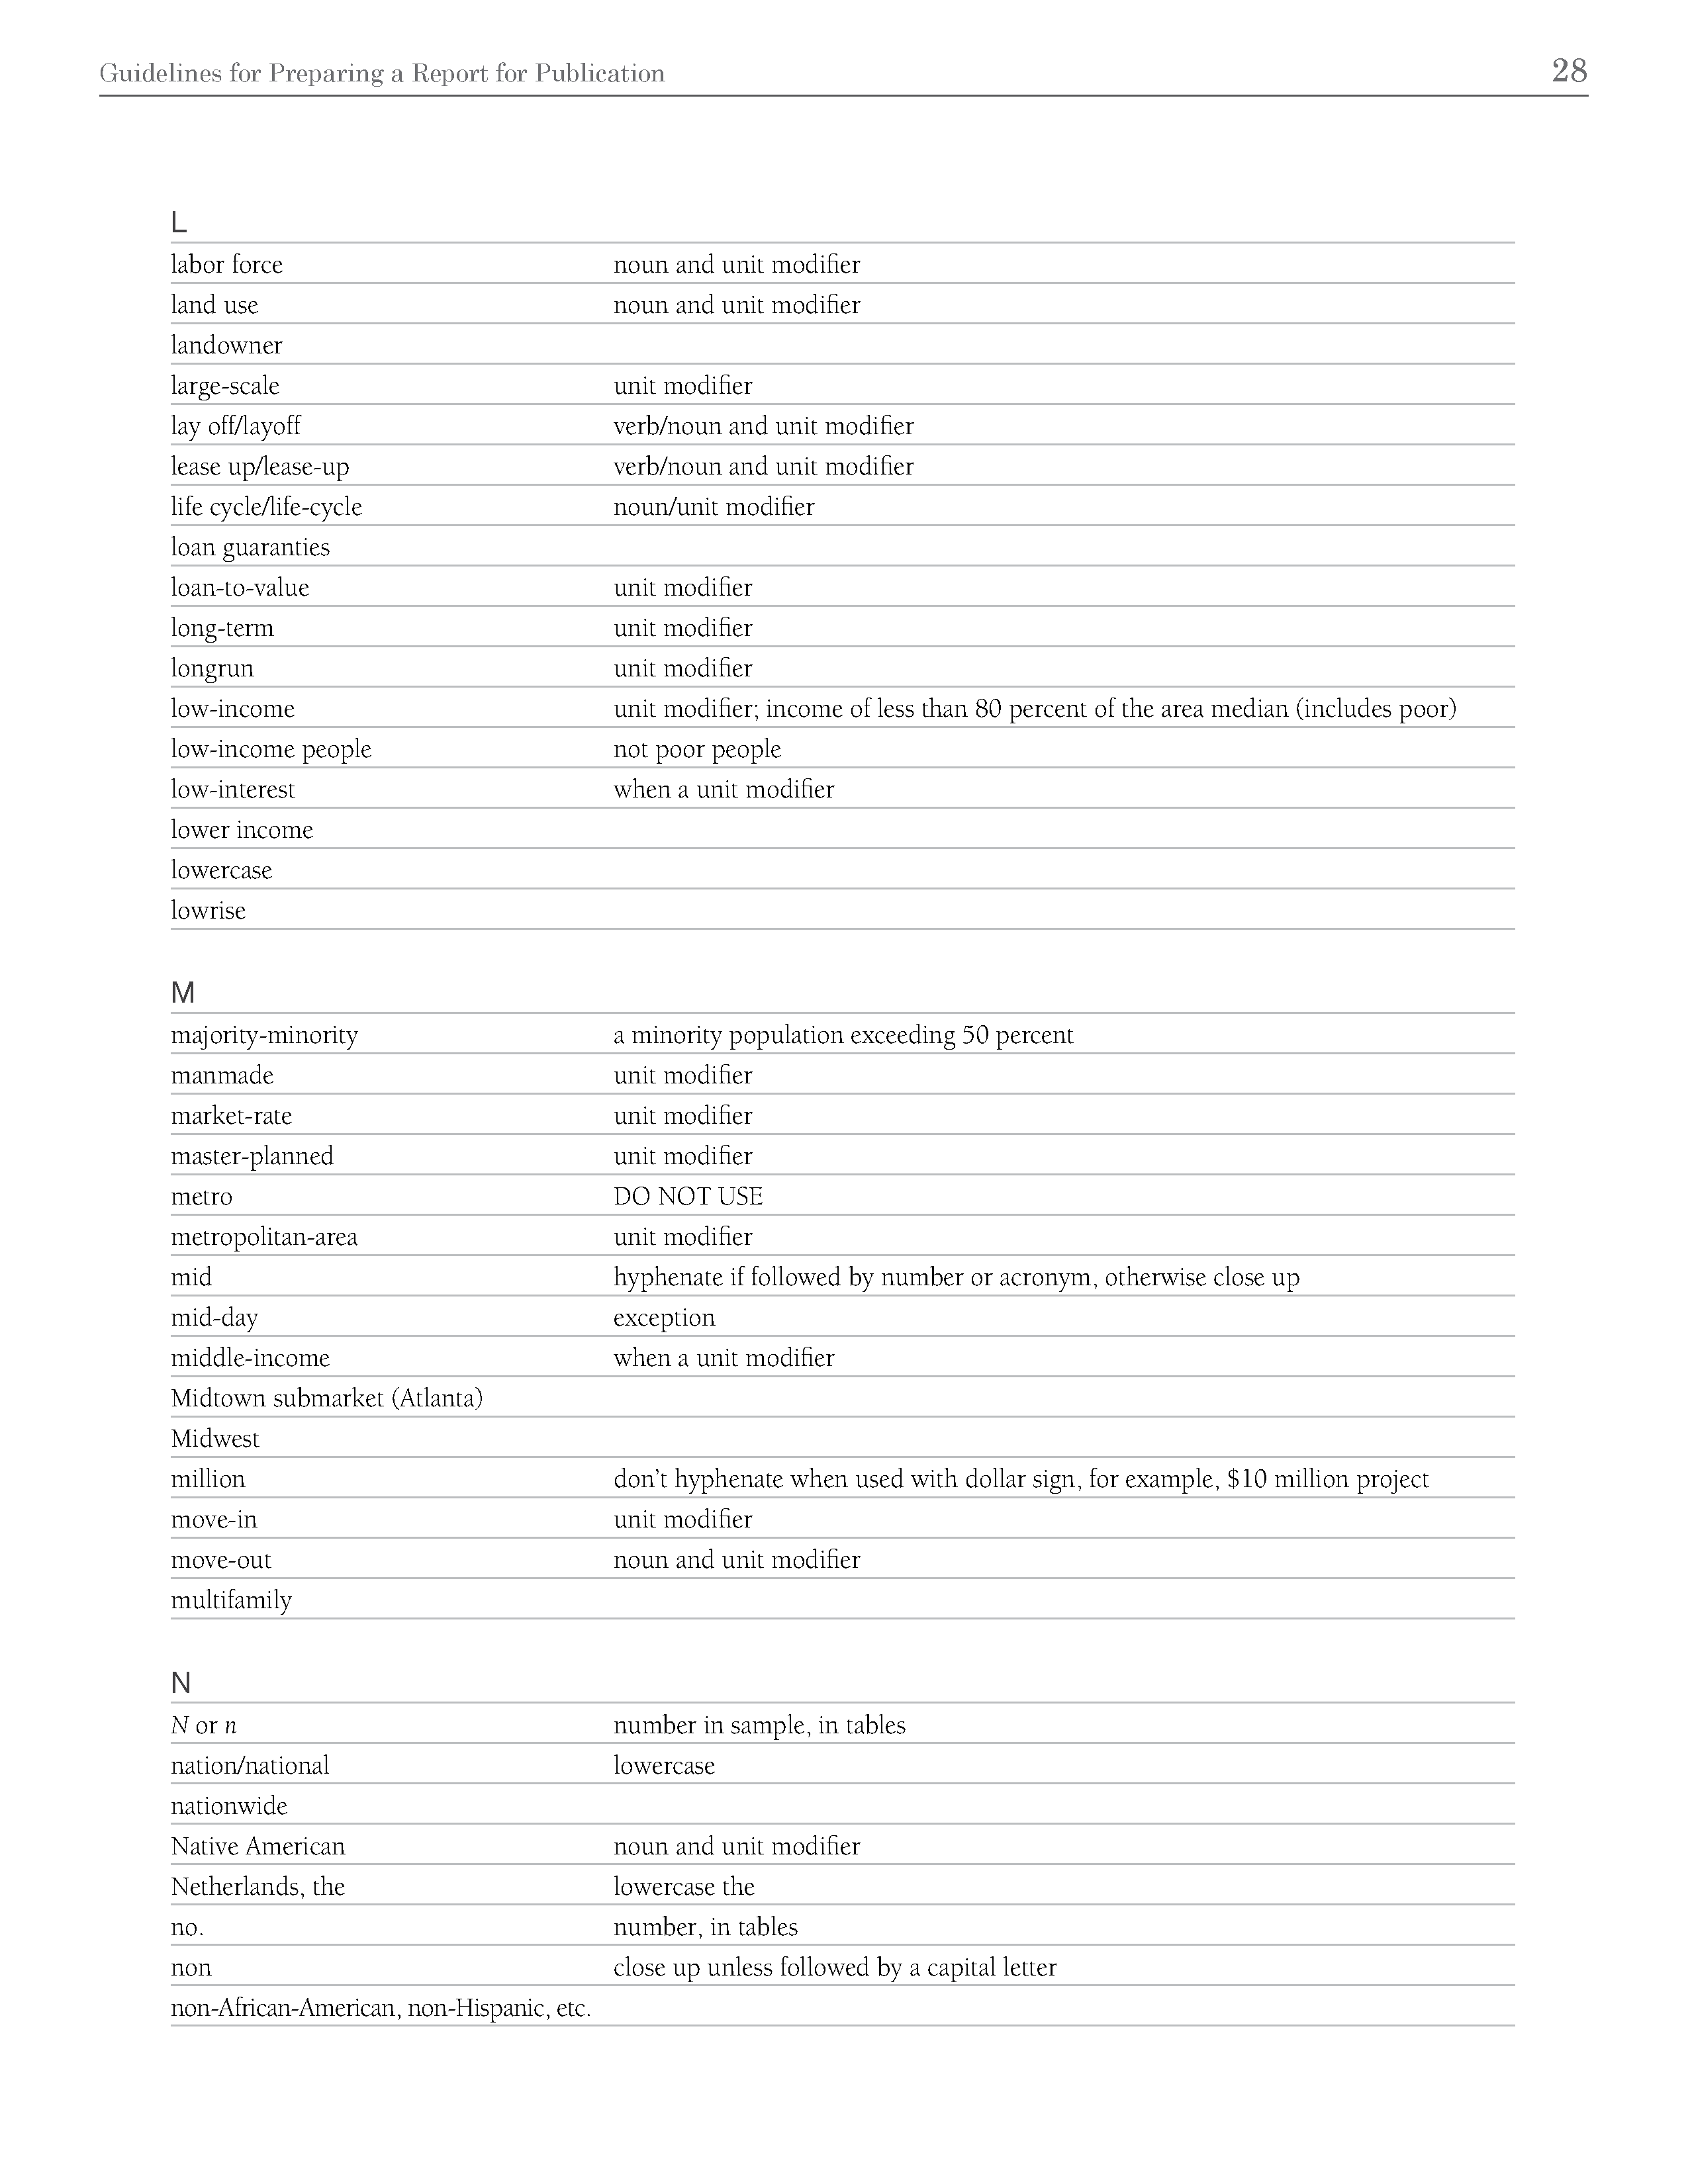 Guidelines for Preparing a Report for Publication 28
L
labor force noun and unit modifier
land use noun and unit modifier
landowner
large-scale unit modifier
lay off/layoff verb/noun and unit modifier
lease up/lease-up verb/noun and unit modifier
life cycle/life-cycle noun/unit modifier
loan guaranties
loan-to-value unit modifier
long-term unit modifier
longrun unit modifier
low-income unit modifier; income of less than 80 percent of the area median (includes poor)
low-income people not poor people
low-interest when a unit modifier
lower income
lowercase
lowrise
M
majority-minority a minority population exceeding 50 percent
manmade unit modifier
market-rate unit modifier
master-planned unit modifier
metro DO NOT USE
metropolitan-area unit modifier
mid hyphenate if followed by number or acronym, otherwise close up
mid-day exception
middle-income when a unit modifier
Midtown submarket (Atlanta)
Midwest
million don’t hyphenate when used with dollar sign, for example, $10 million project
move-in unit modifier
move-out noun and unit modifier
multifamily
N
N or n number in sample, in tables
nation/national lowercase
nationwide
Native American noun and unit modifier
Netherlands, the lowercase the
no. number, in tables
non close up unless followed by a capital letter
non-African-American, non-Hispanic, etc.